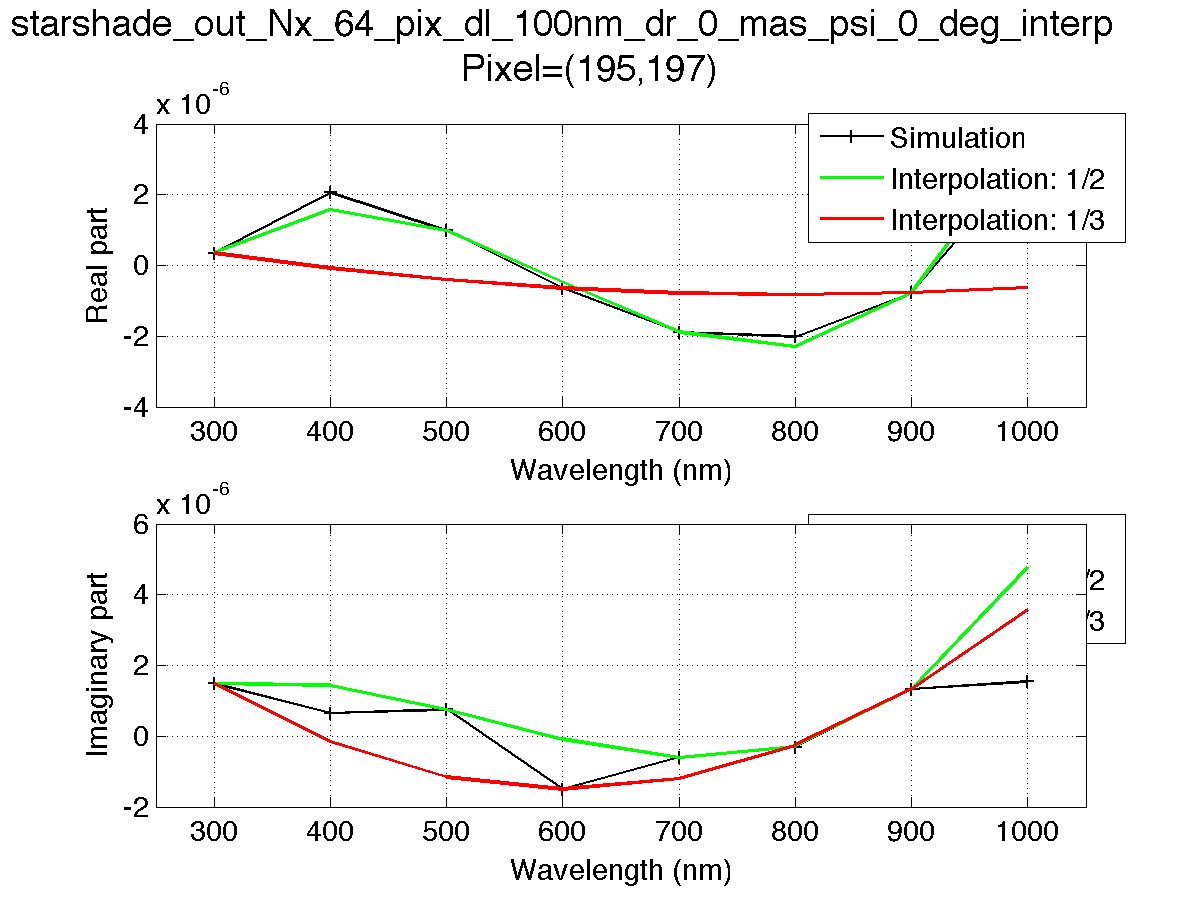 starshade_out_Nx_64_pix_dl_100nm_dr_0_mas_psi_0_deg_interp
Pixel=(195,197)
x 10^-6
4
2
0
-2
-4
Real part
Simulation
Interpolation: 1/2
Interpolation: 1/3
300 400 500 600 700 800 900 1000
Wavelength (nm)
x 10^-6
6
4
2
0
-2
Imaginary part
/2
/3
300 400 500 600 700 800 900 1000
Wavelength (nm)